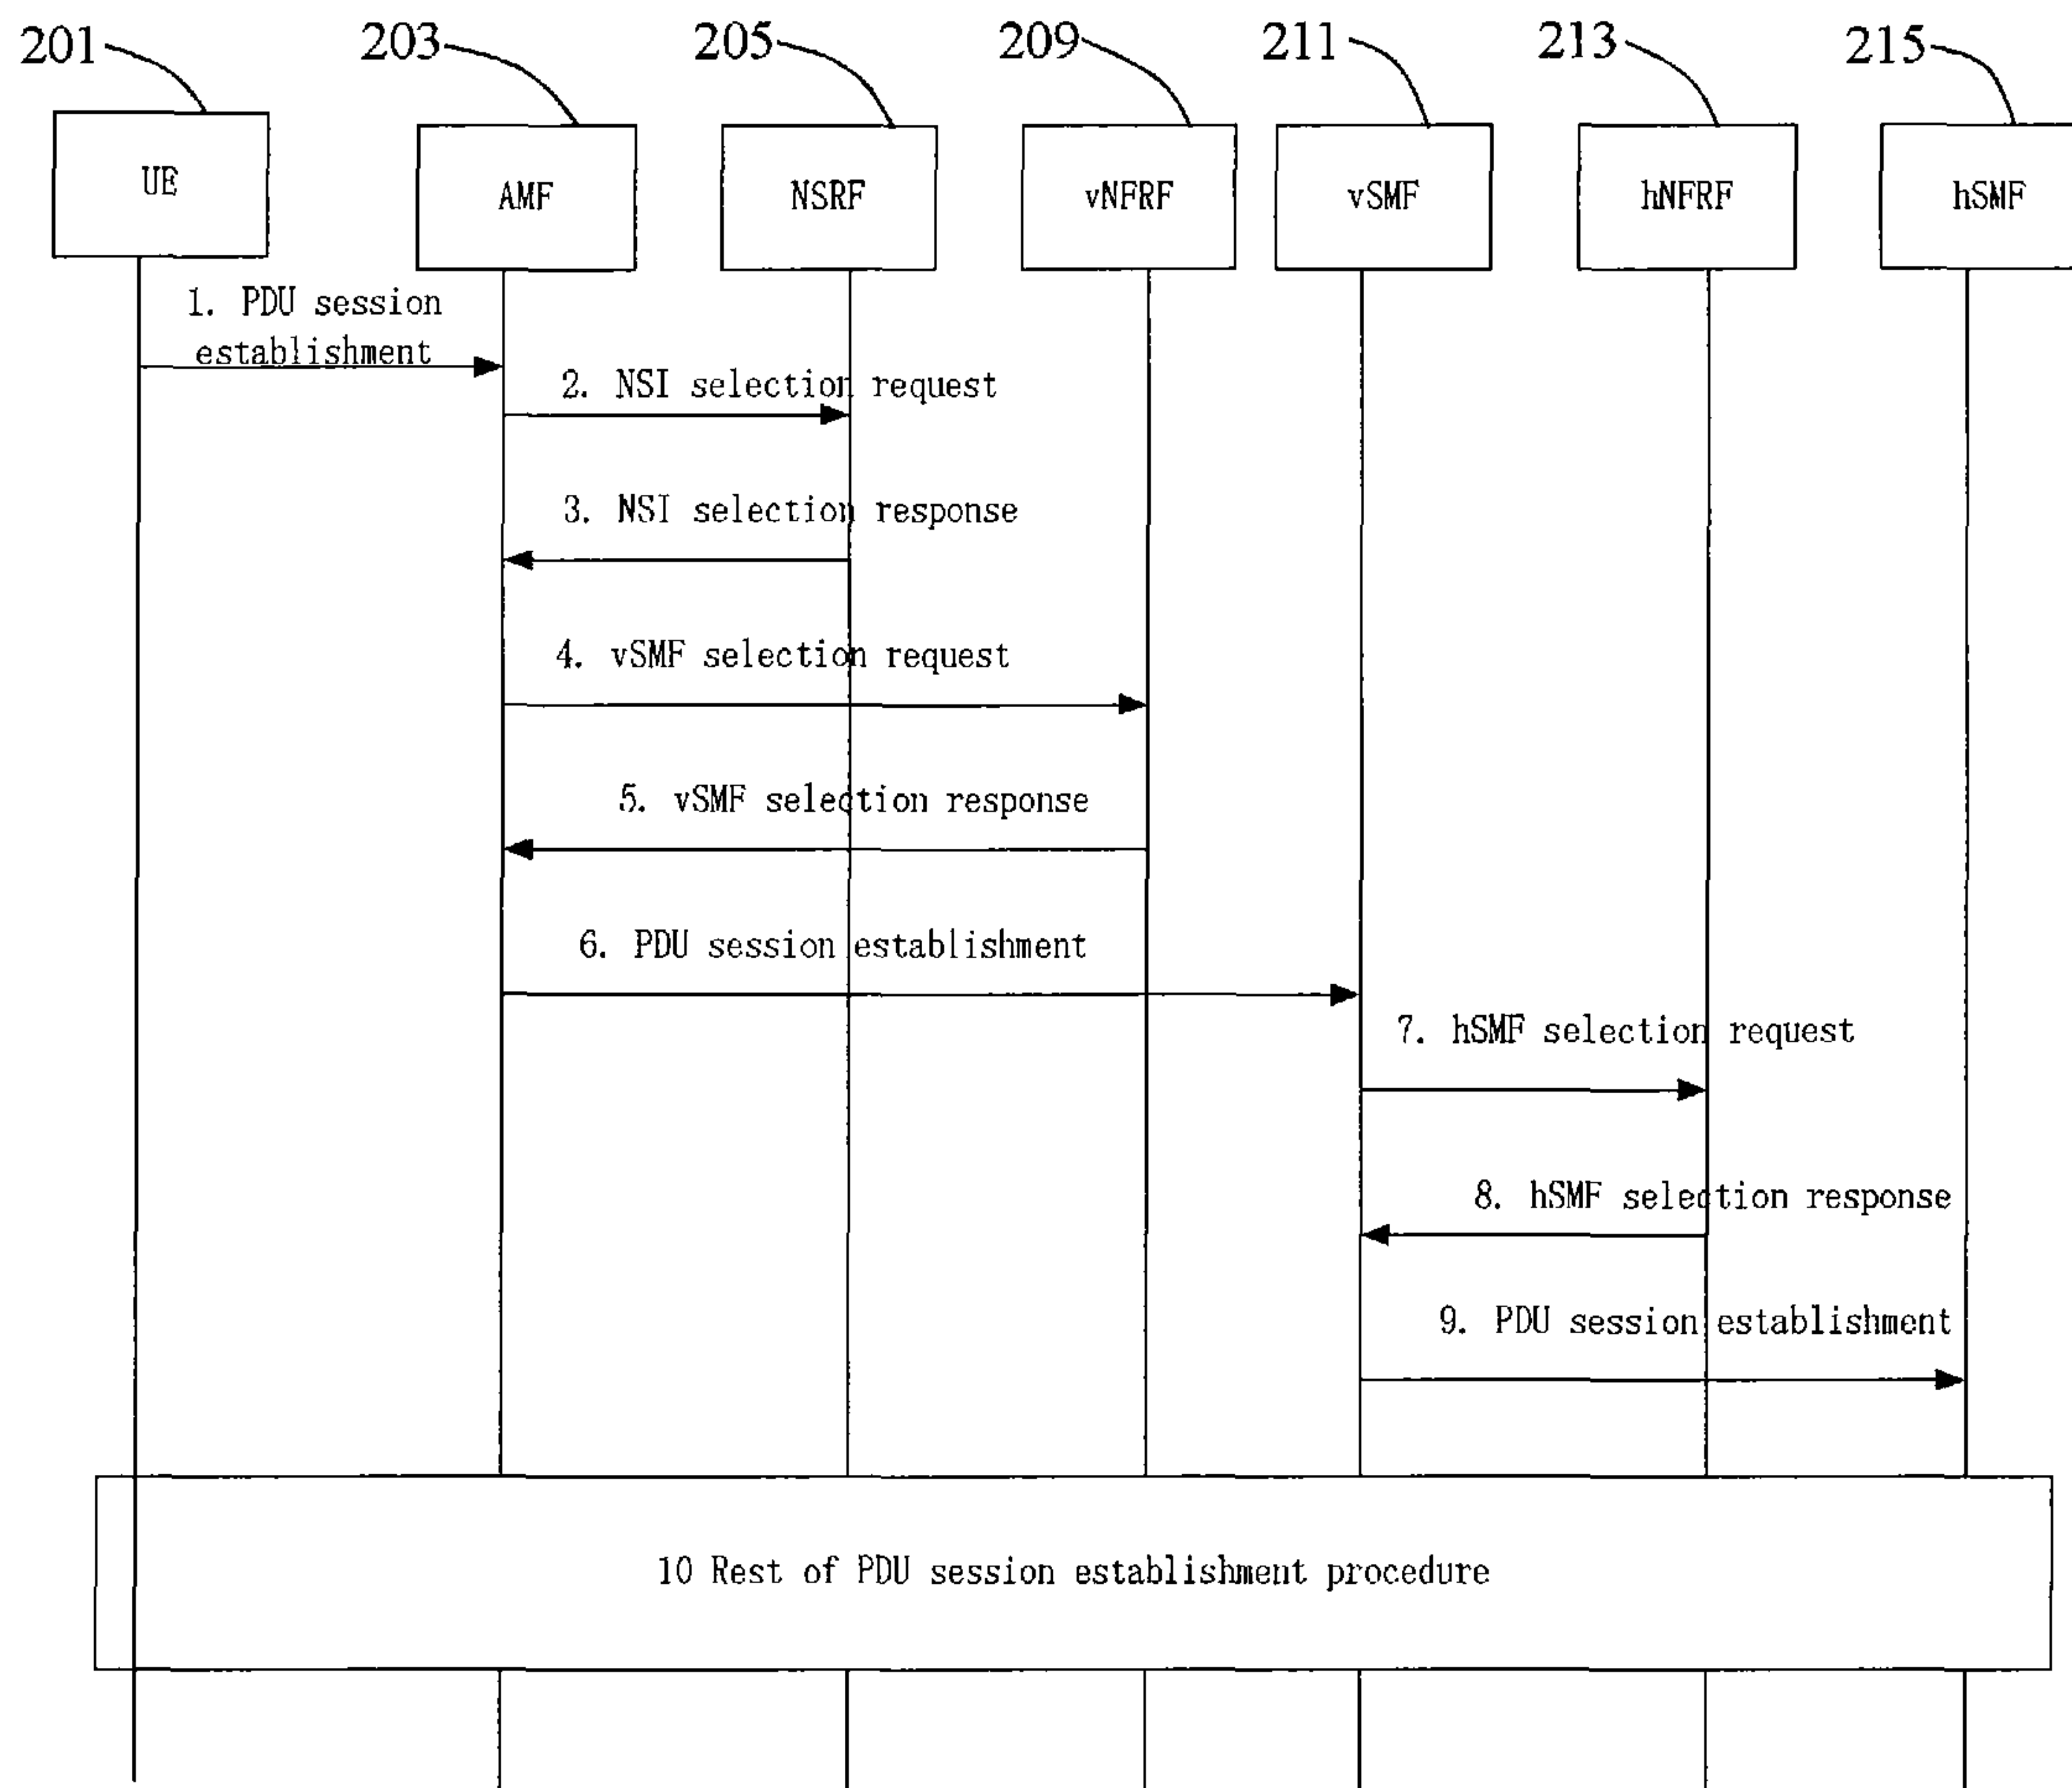 201 203 205 209 211 213 215
UE AMF NSRF vNFRF vSMF hNFRF hSMF
1. PDU session
establishment
2. NSI selection request
3. NSI selection response
4. vSMF selection request
5. vSMF selection response
6. PDU session establishment
7. hSMF selection request
8. hSMF selection response
9. PDU session establishment
10 Rest of PDU session establishment procedure